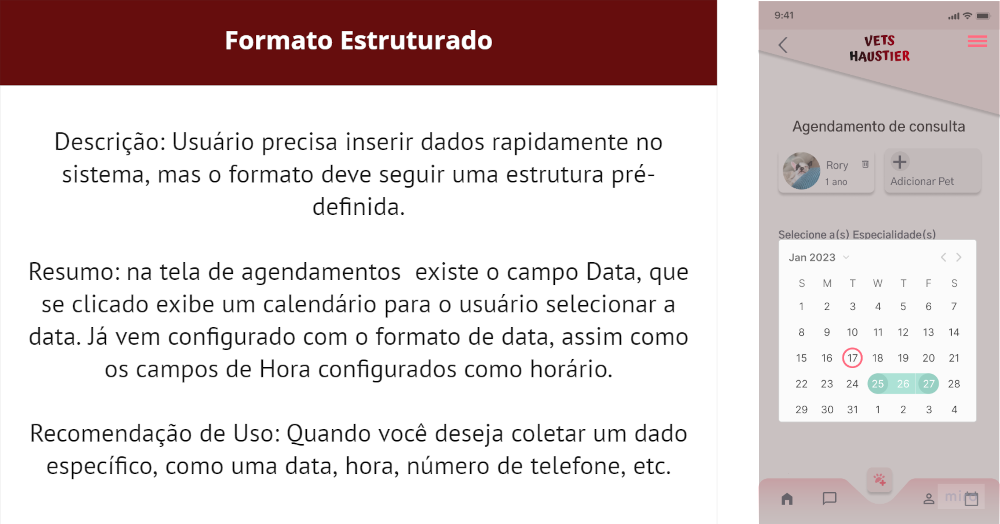 Formato Estruturado
Descrição: Usuário precisa inserir dados rapidamente no
sistema, mas o formato deve seguir uma estrutura pré-
definida.
Resumo: na tela de agendamentos existe o campo Data, que
se clicado exibe um calendário para o usuário selecionar a
data. Já vem configurado com o formato de data, assim como
os campos de Hora configurados como horário.
Recomendação de Uso: Quando você deseja coletar um dado
específico, como uma data, hora, número de telefone, etc.
9:41
VETS
HAUSTIER
Agendamento de consulta
Rory
1 ano
Adicionar Pet
Selecione a(s) Especialidade(s)
Jan 2023
S M T W T F S
1 2 3 4 5 6 7
8 9 10 11 12 13 14
15 16 17 18 19 20 21
22 23 24 25 26 27 28
29 30 31 1 2 3 4
miro